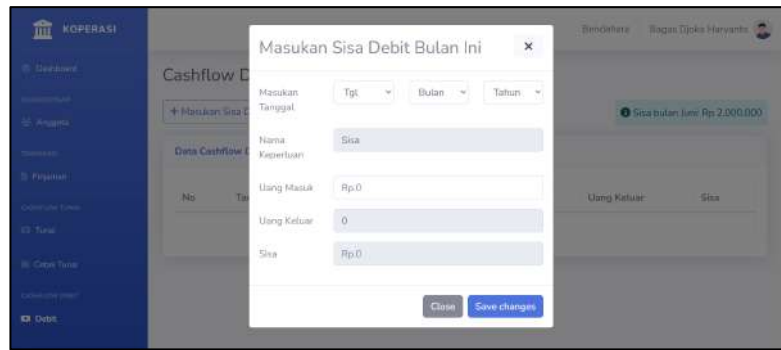 KOPERASI
Bendahara
Bagas Djoko Haryanto
Dashboard
Anggota
Pinjaman
Tunai
Debit
Cashflow D
+ Masukan Sisa D
Sisa bulan Juni: Rp 2.000.000
Data Cashflow D
No
Uang Keluar
Sisa
Masukan Sisa Debit Bulan Ini
×
Masukan Tanggal
Tgl
Bulan
Tahun
Nama Keperluan
Sisa
Uang Masuk
Rp.0
Uang Keluar
0
Sisa
Rp.0
Close
Save changes